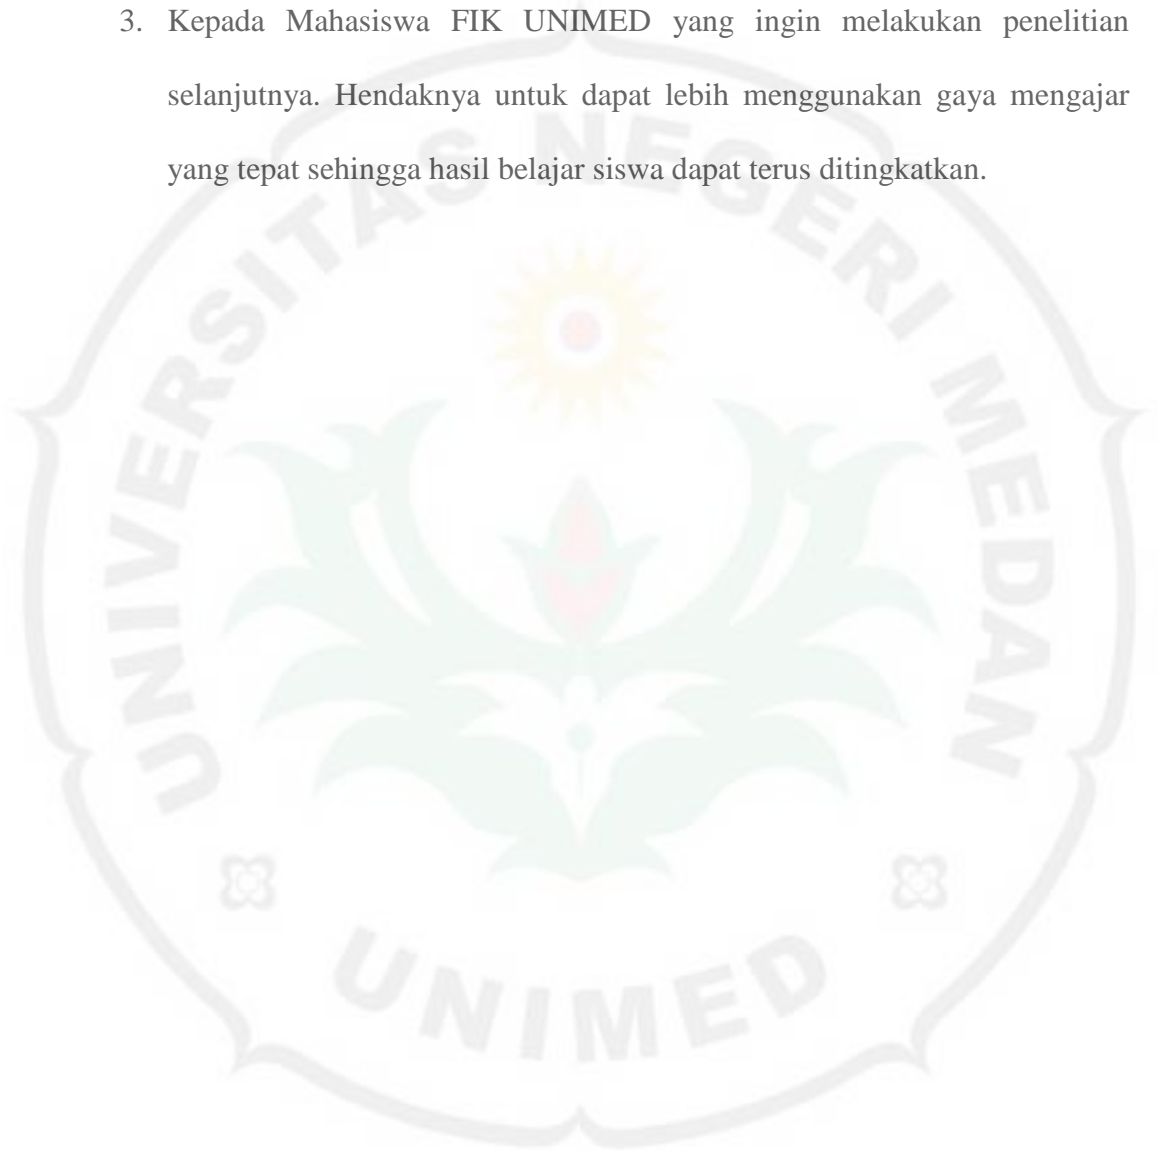 3. Kepada Mahasiswa FIK UNIMED yang ingin melakukan penelitian
selanjutnya. Hendaknya untuk dapat lebih menggunakan gaya mengajar
yang tepat sehingga hasil belajar siswa dapat terus ditingkatkan.
UNIVERSITAS NEGERI MEDAN
UNIMED